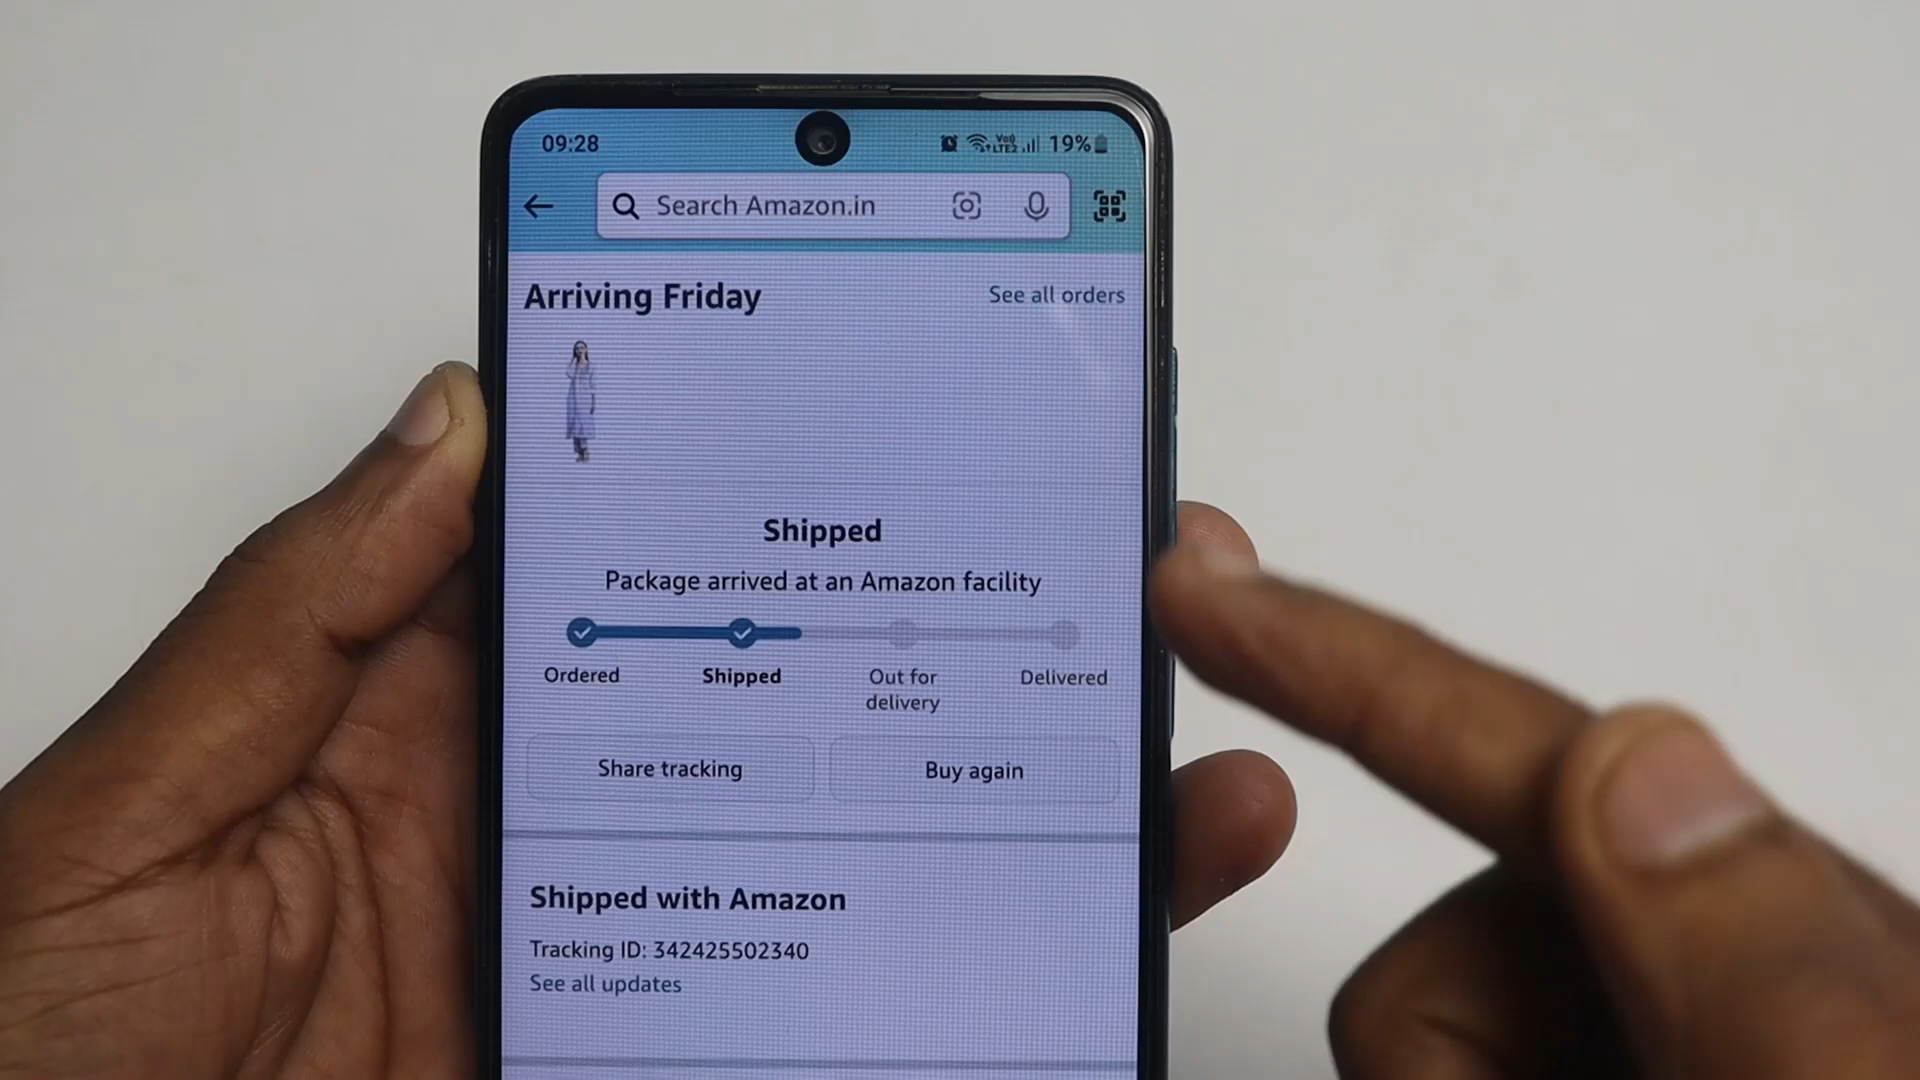 09:28
VoLTE2 19%
Search Amazon.in
Arriving Friday
See all orders
Shipped
Package arrived at an Amazon facility
Ordered
Shipped
Out for
delivery
Delivered
Share tracking
Buy again
Shipped with Amazon
Tracking ID: 342425502340
See all updates